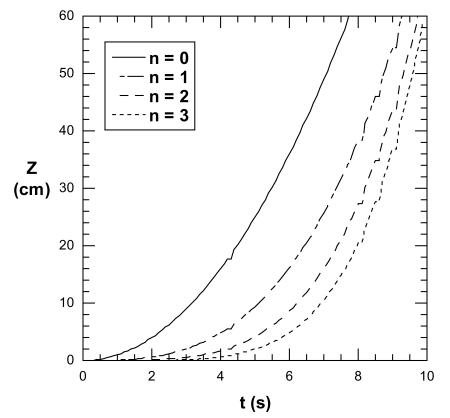 60
50
40
30
20
10
0
n = 0
n = 1
n = 2
n = 3
Z
(cm)
0 2 4 6 8 10
t (s)